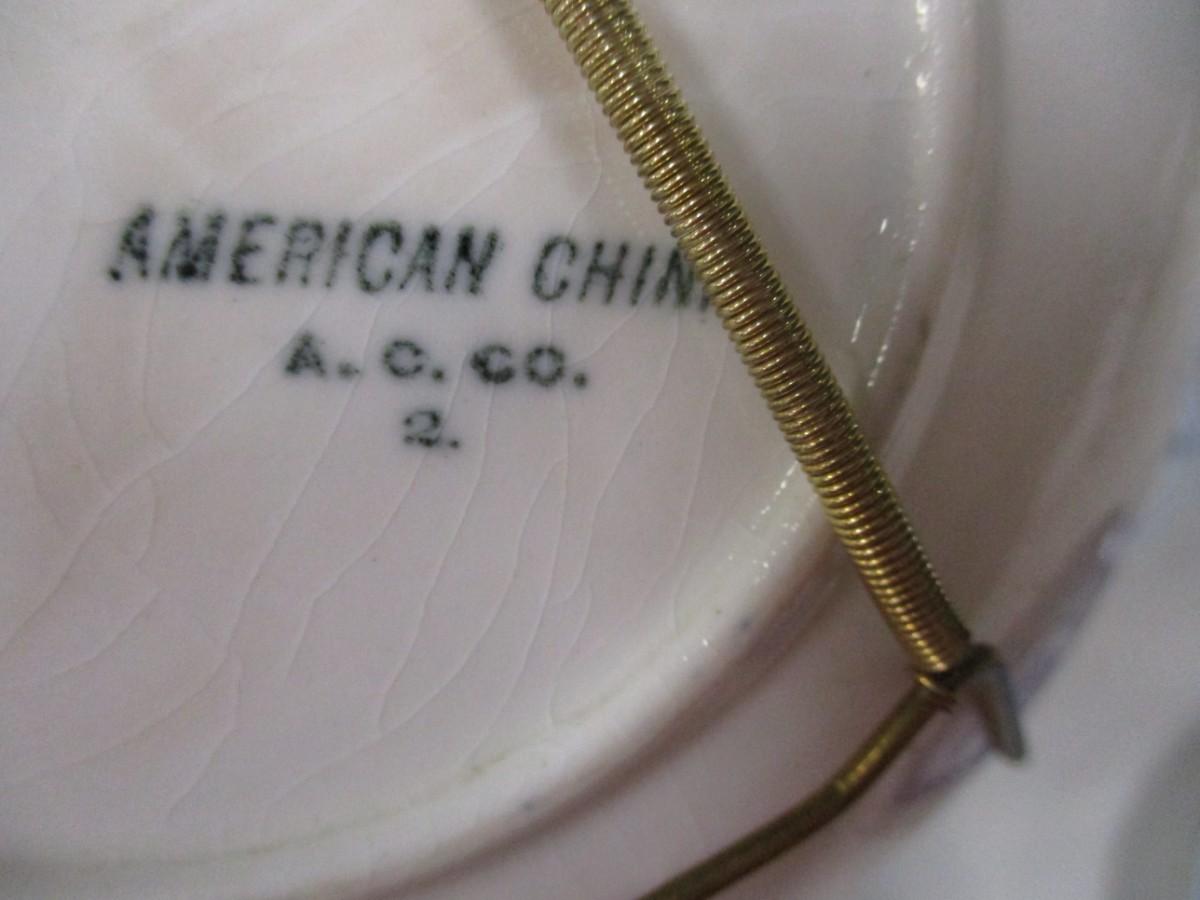 AMERICAN CHIN
A. C. CO.
2.